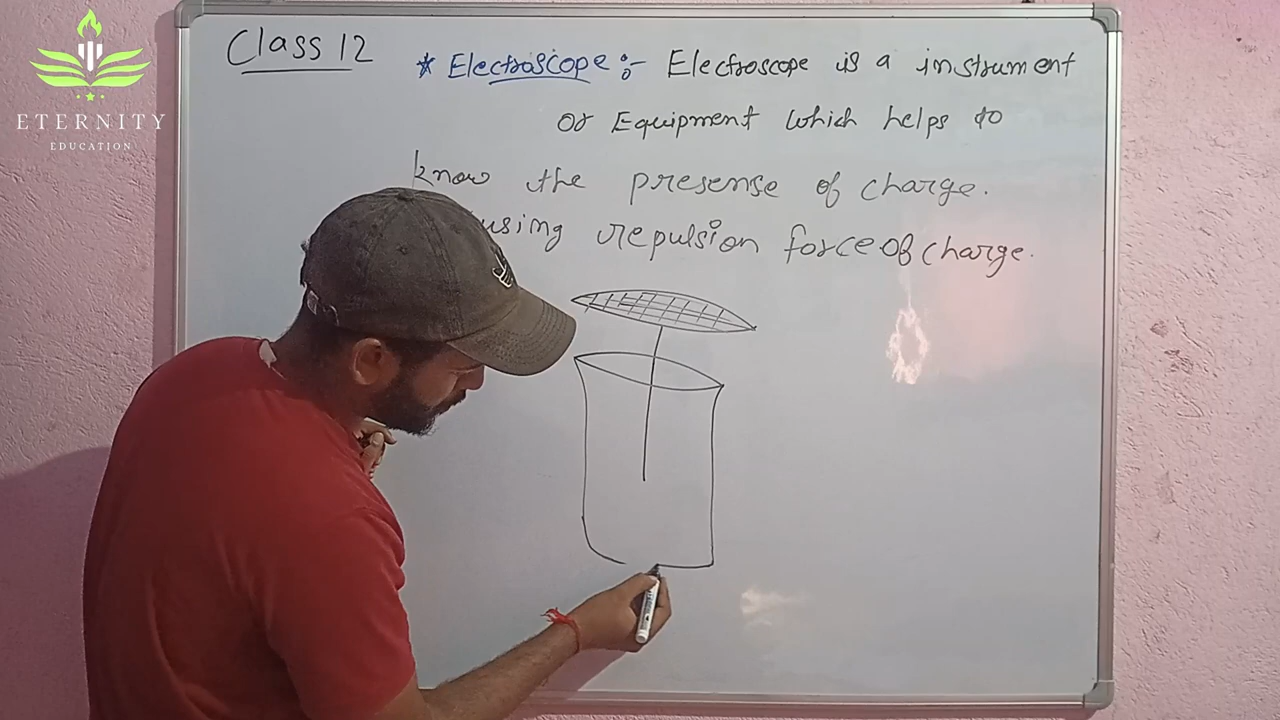 ETERNITY
EDUCATION
Class 12
* Electroscope :- Electroscope is a instrument
or Equipment which helps to
know the presense of charge.
using repulsion force of charge.